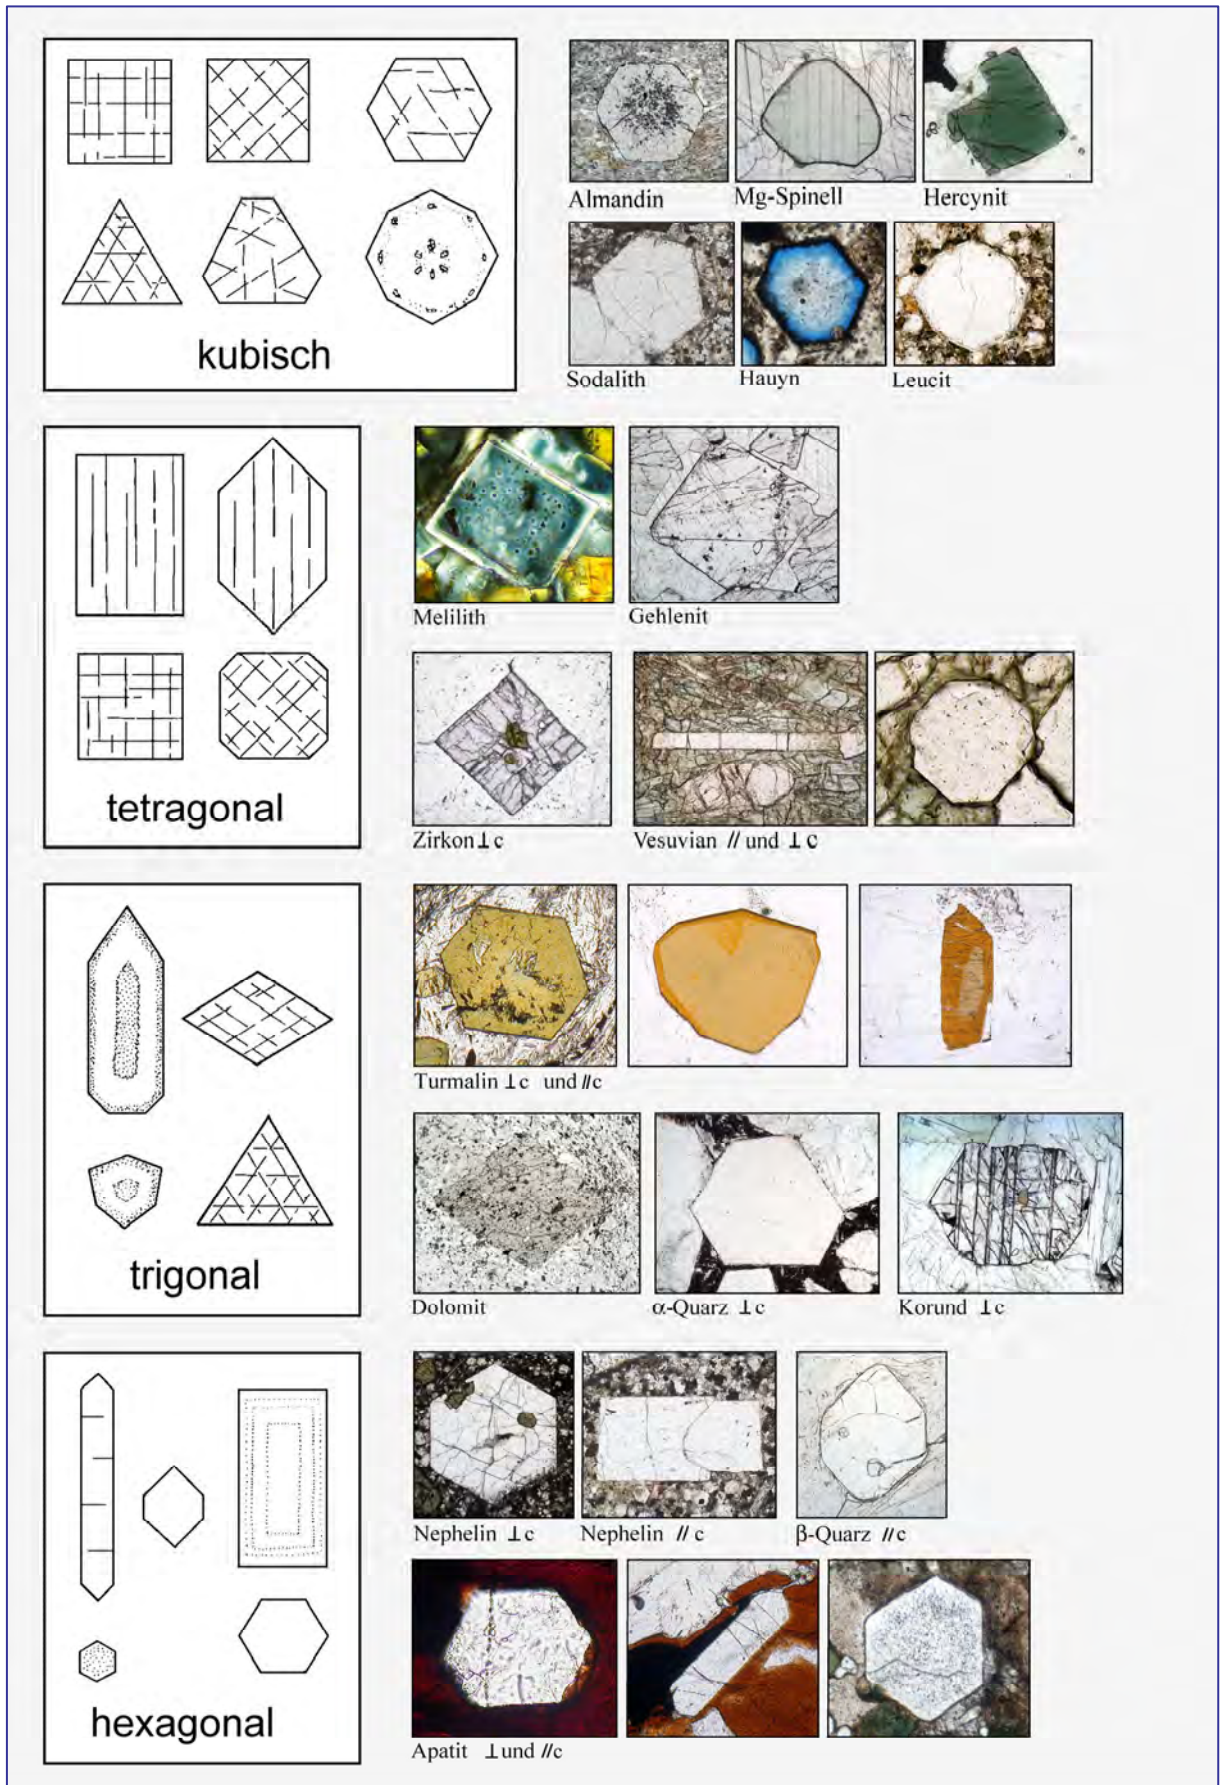 Almandin
Mg-Spinell
Hercynit
Sodalith
Hauyn
Leucit
kubisch
Melilith
Gehlenit
Zirkon ⊥ c
Vesuvian // und ⊥ c
tetragonal
Turmalin ⊥ c und // c
Dolomit
α-Quarz ⊥ c
Korund ⊥ c
trigonal
Nephelin ⊥ c
Nephelin // c
β-Quarz // c
Apatit ⊥ und // c
hexagonal